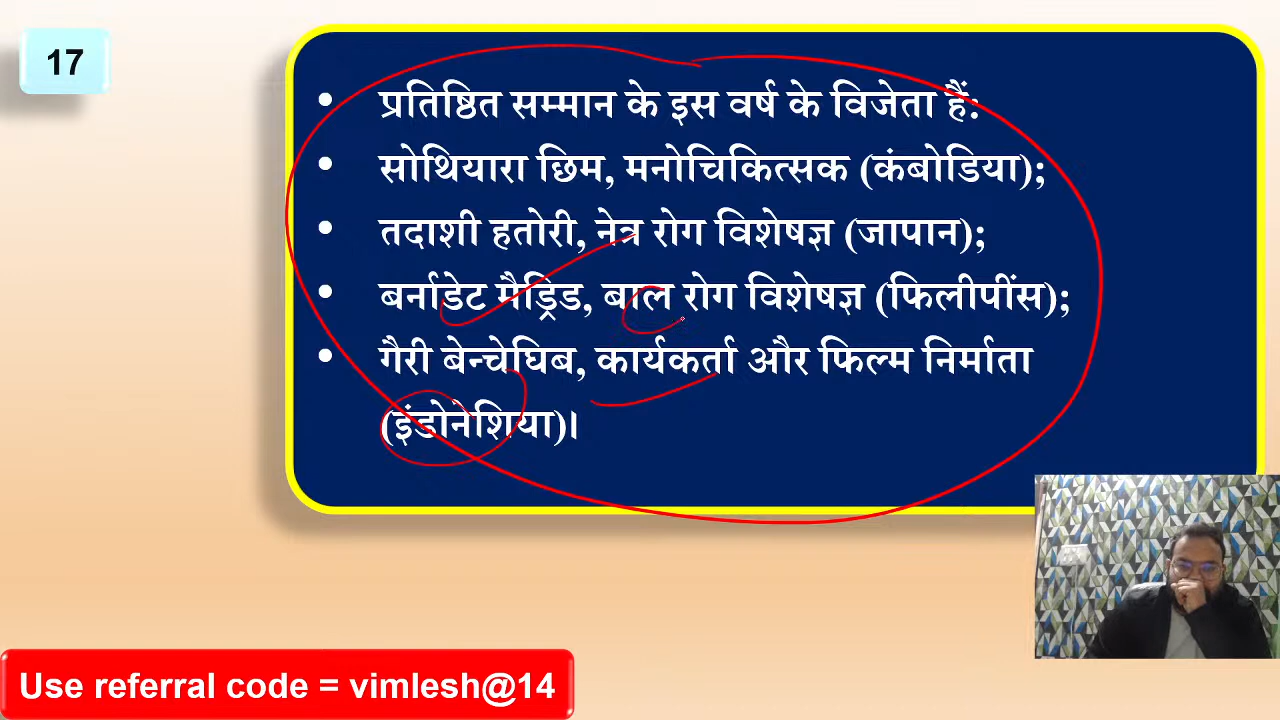 17
• प्रतिष्ठित सम्मान के इस वर्ष के विजेता हैं:
• सोथियारा छिम, मनोचिकित्सक (कंबोडिया);
• तदाशी हतोरी, नेत्र रोग विशेषज्ञ (जापान);
• बर्नाडेट मैड्रिड, बाल रोग विशेषज्ञ (फिलीपींस);
• गैरी बेन्चेघिब, कार्यकर्ता और फिल्म निर्माता
(इंडोनेशिया)।
Use referral code = vimlesh@14